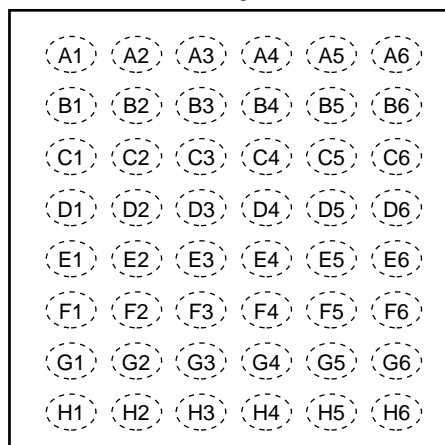 A1 A2 A3 A4 A5 A6
B1 B2 B3 B4 B5 B6
C1 C2 C3 C4 C5 C6
D1 D2 D3 D4 D5 D6
E1 E2 E3 E4 E5 E6
F1 F2 F3 F4 F5 F6
G1 G2 G3 G4 G5 G6
H1 H2 H3 H4 H5 H6